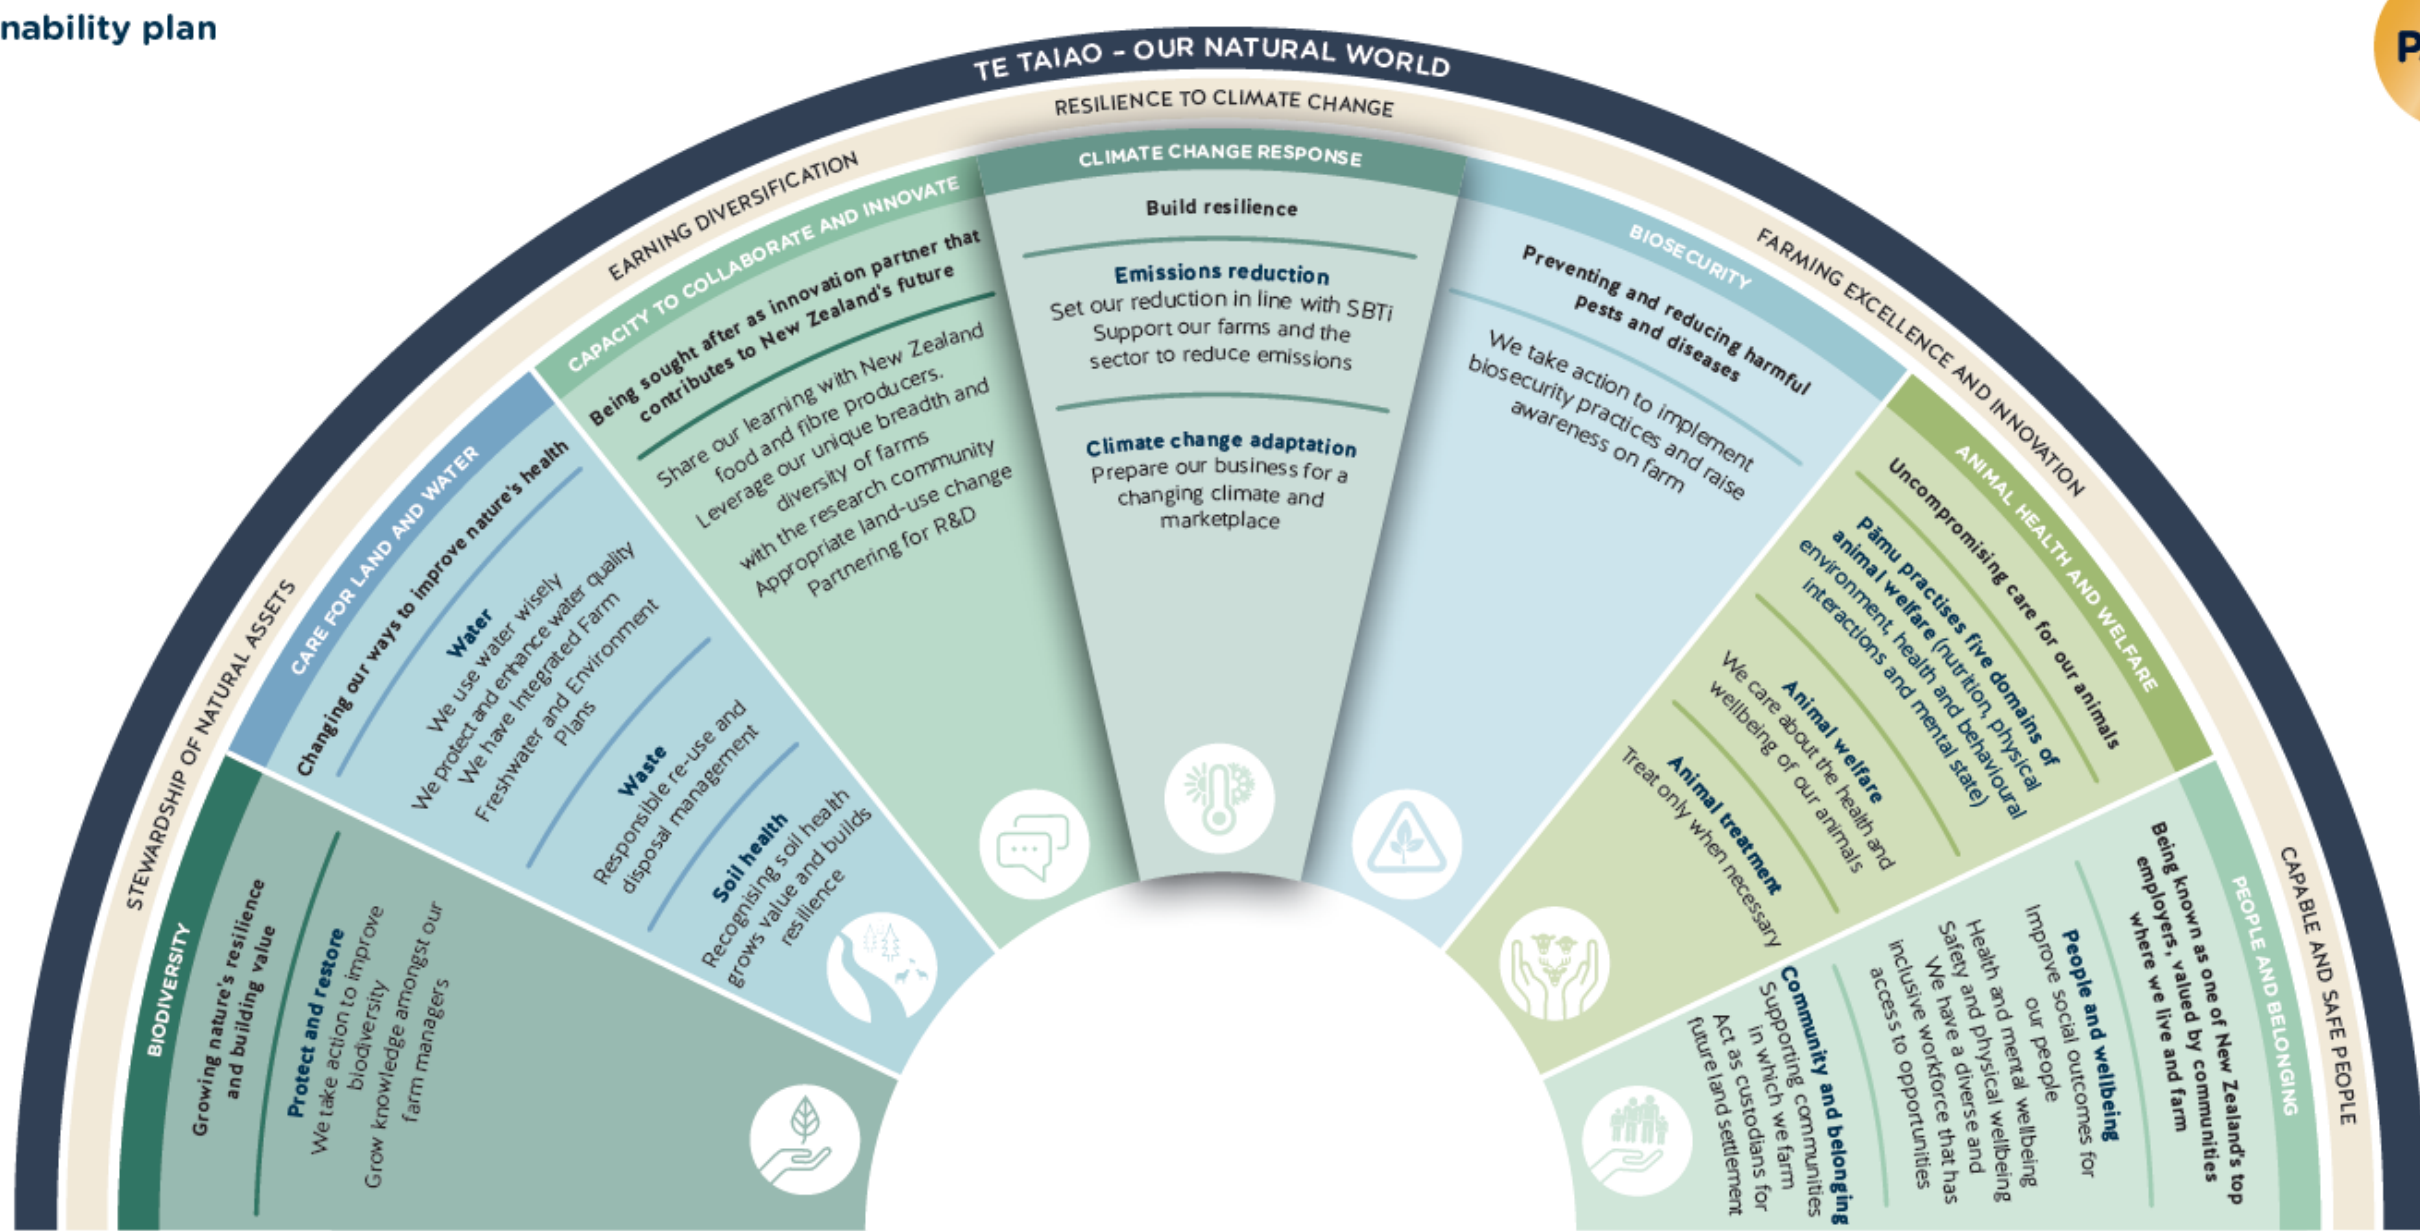 nability plan
P
TE TAIAO – OUR NATURAL WORLD
STEWARDSHIP OF NATURAL ASSETS
EARNING DIVERSIFICATION
RESILIENCE TO CLIMATE CHANGE
FARMING EXCELLENCE AND INNOVATION
CAPABLE AND SAFE PEOPLE
BIODIVERSITY
Growing nature's resilience
and building value
Protect and restore
We take action to improve
biodiversity
Grow knowledge amongst our
farm managers
CARE FOR LAND AND WATER
Changing our ways to improve nature's health
Water
We use water wisely
We protect and enhance water quality
We have Integrated Farm
Freshwater and Environment
Plans
Waste
Responsible re-use and
disposal management
Soil health
Recognising soil health
grows value and builds
resilience
CAPACITY TO COLLABORATE AND INNOVATE
Being sought after as innovation partner that
contributes to New Zealand's future
Share our learning with New Zealand
food and fibre producers.
Leverage our unique breadth and
diversity of farms
with the research community
Appropriate land-use change
Partnering for R&D
CLIMATE CHANGE RESPONSE
Build resilience
Emissions reduction
Set our reduction in line with SBTi
Support our farms and the
sector to reduce emissions
Climate change adaptation
Prepare our business for a
changing climate and
marketplace
BIOSECURITY
Preventing and reducing harmful
pests and diseases
We take action to implement
biosecurity practices and raise
awareness on farm
ANIMAL HEALTH AND WELFARE
Uncompromising care for our animals
Pāmu practises five domains of
animal welfare (nutrition, physical
environment, health and behavioural
interactions and mental state)
Animal welfare
We care about the health and
wellbeing of our animals
Animal treatment
Treat only when necessary
PEOPLE AND BELONGING
Being known as one of New Zealand's top
employers, valued by communities
where we live and farm
People and wellbeing
Improve social outcomes for
our people
Health and mental wellbeing
Safety and physical wellbeing
We have a diverse and
inclusive workforce that has
access to opportunities
Community and belonging
Supporting communities
in which we farm
Act as custodians for
future land settlement